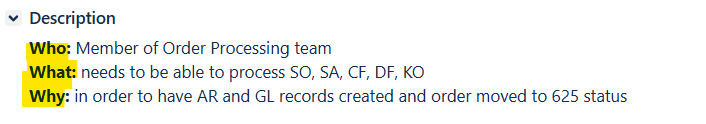 Description
Who: Member of Order Processing team
What: needs to be able to process SO, SA, CF, DF, KO
Why: in order to have AR and GL records created and order moved to 625 status